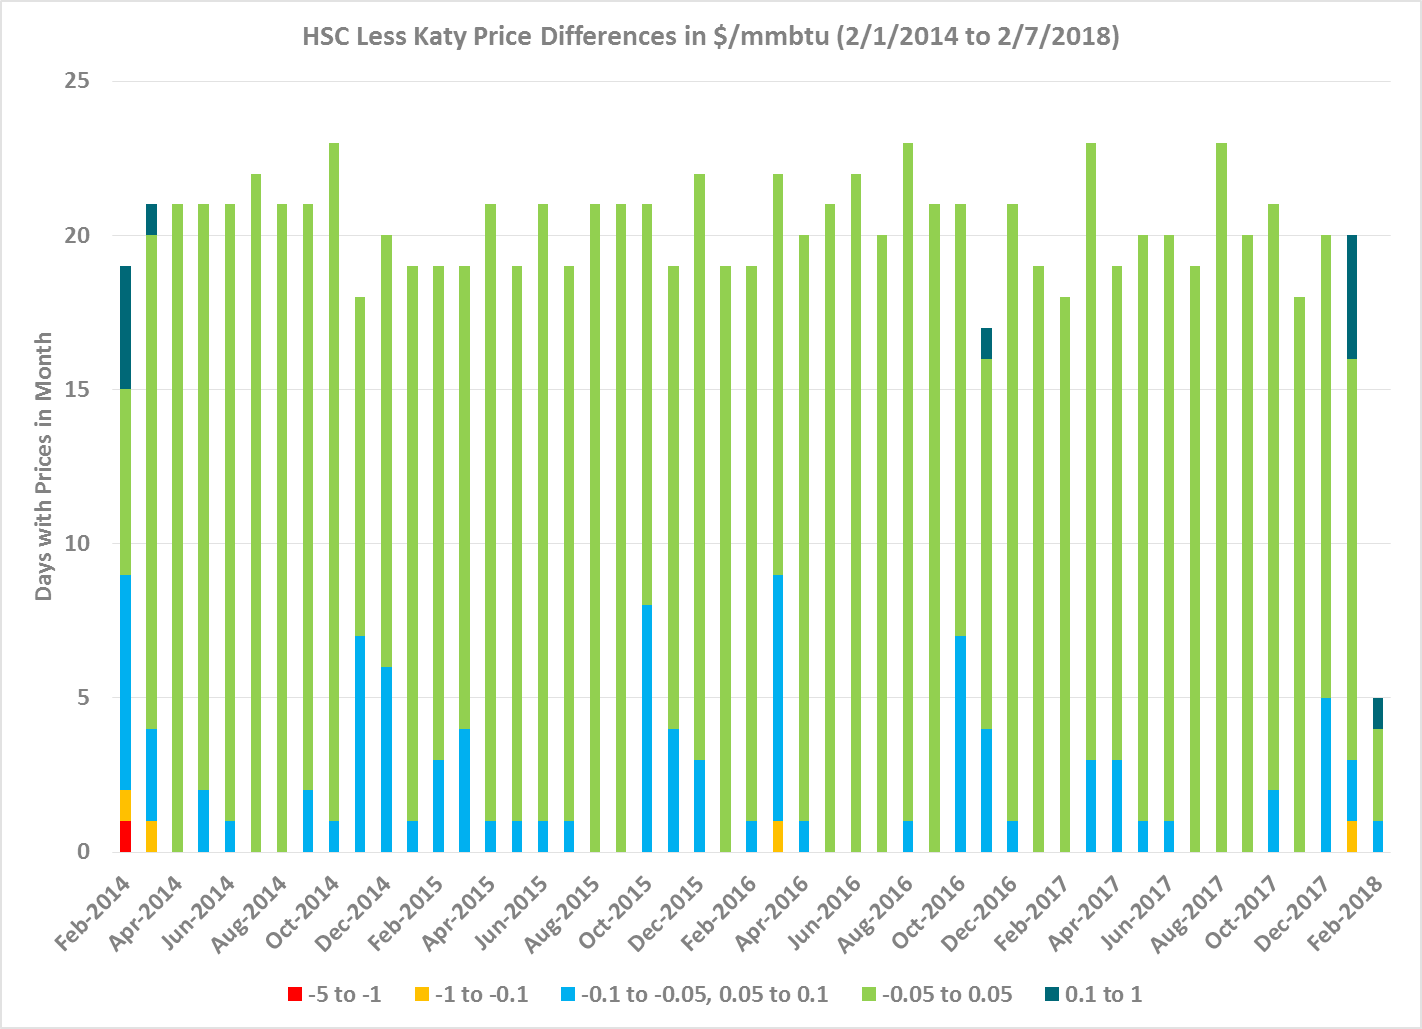 HSC Less Katy Price Differences in $/mmbtu (2/1/2014 to 2/7/2018)
Days with Prices in Month
25
20
15
10
5
0
Feb-2014
Apr-2014
Jun-2014
Aug-2014
Oct-2014
Dec-2014
Feb-2015
Apr-2015
Jun-2015
Aug-2015
Oct-2015
Dec-2015
Feb-2016
Apr-2016
Jun-2016
Aug-2016
Oct-2016
Dec-2016
Feb-2017
Apr-2017
Jun-2017
Aug-2017
Oct-2017
Dec-2017
Feb-2018
-5 to -1
-1 to -0.1
-0.1 to -0.05, 0.05 to 0.1
-0.05 to 0.05
0.1 to 1